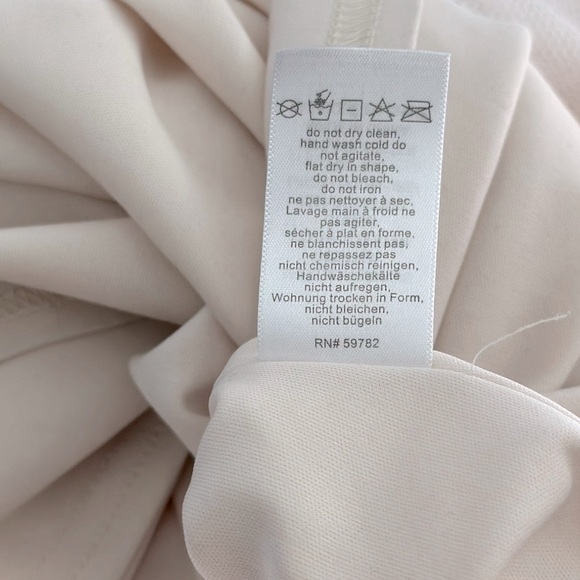 do not dry clean,
hand wash cold do
not agitate,
flat dry in shape,
do not bleach,
do not iron
ne pas nettoyer à sec,
Lavage main à froid ne
pas agiter,
sécher à plat en forme,
ne blanchissent pas,
ne repassez pas
nicht chemisch reinigen,
Handwäschekälte
nicht aufregen,
Wohnung trocken in Form,
nicht bleichen,
nicht bügeln
RN# 59782